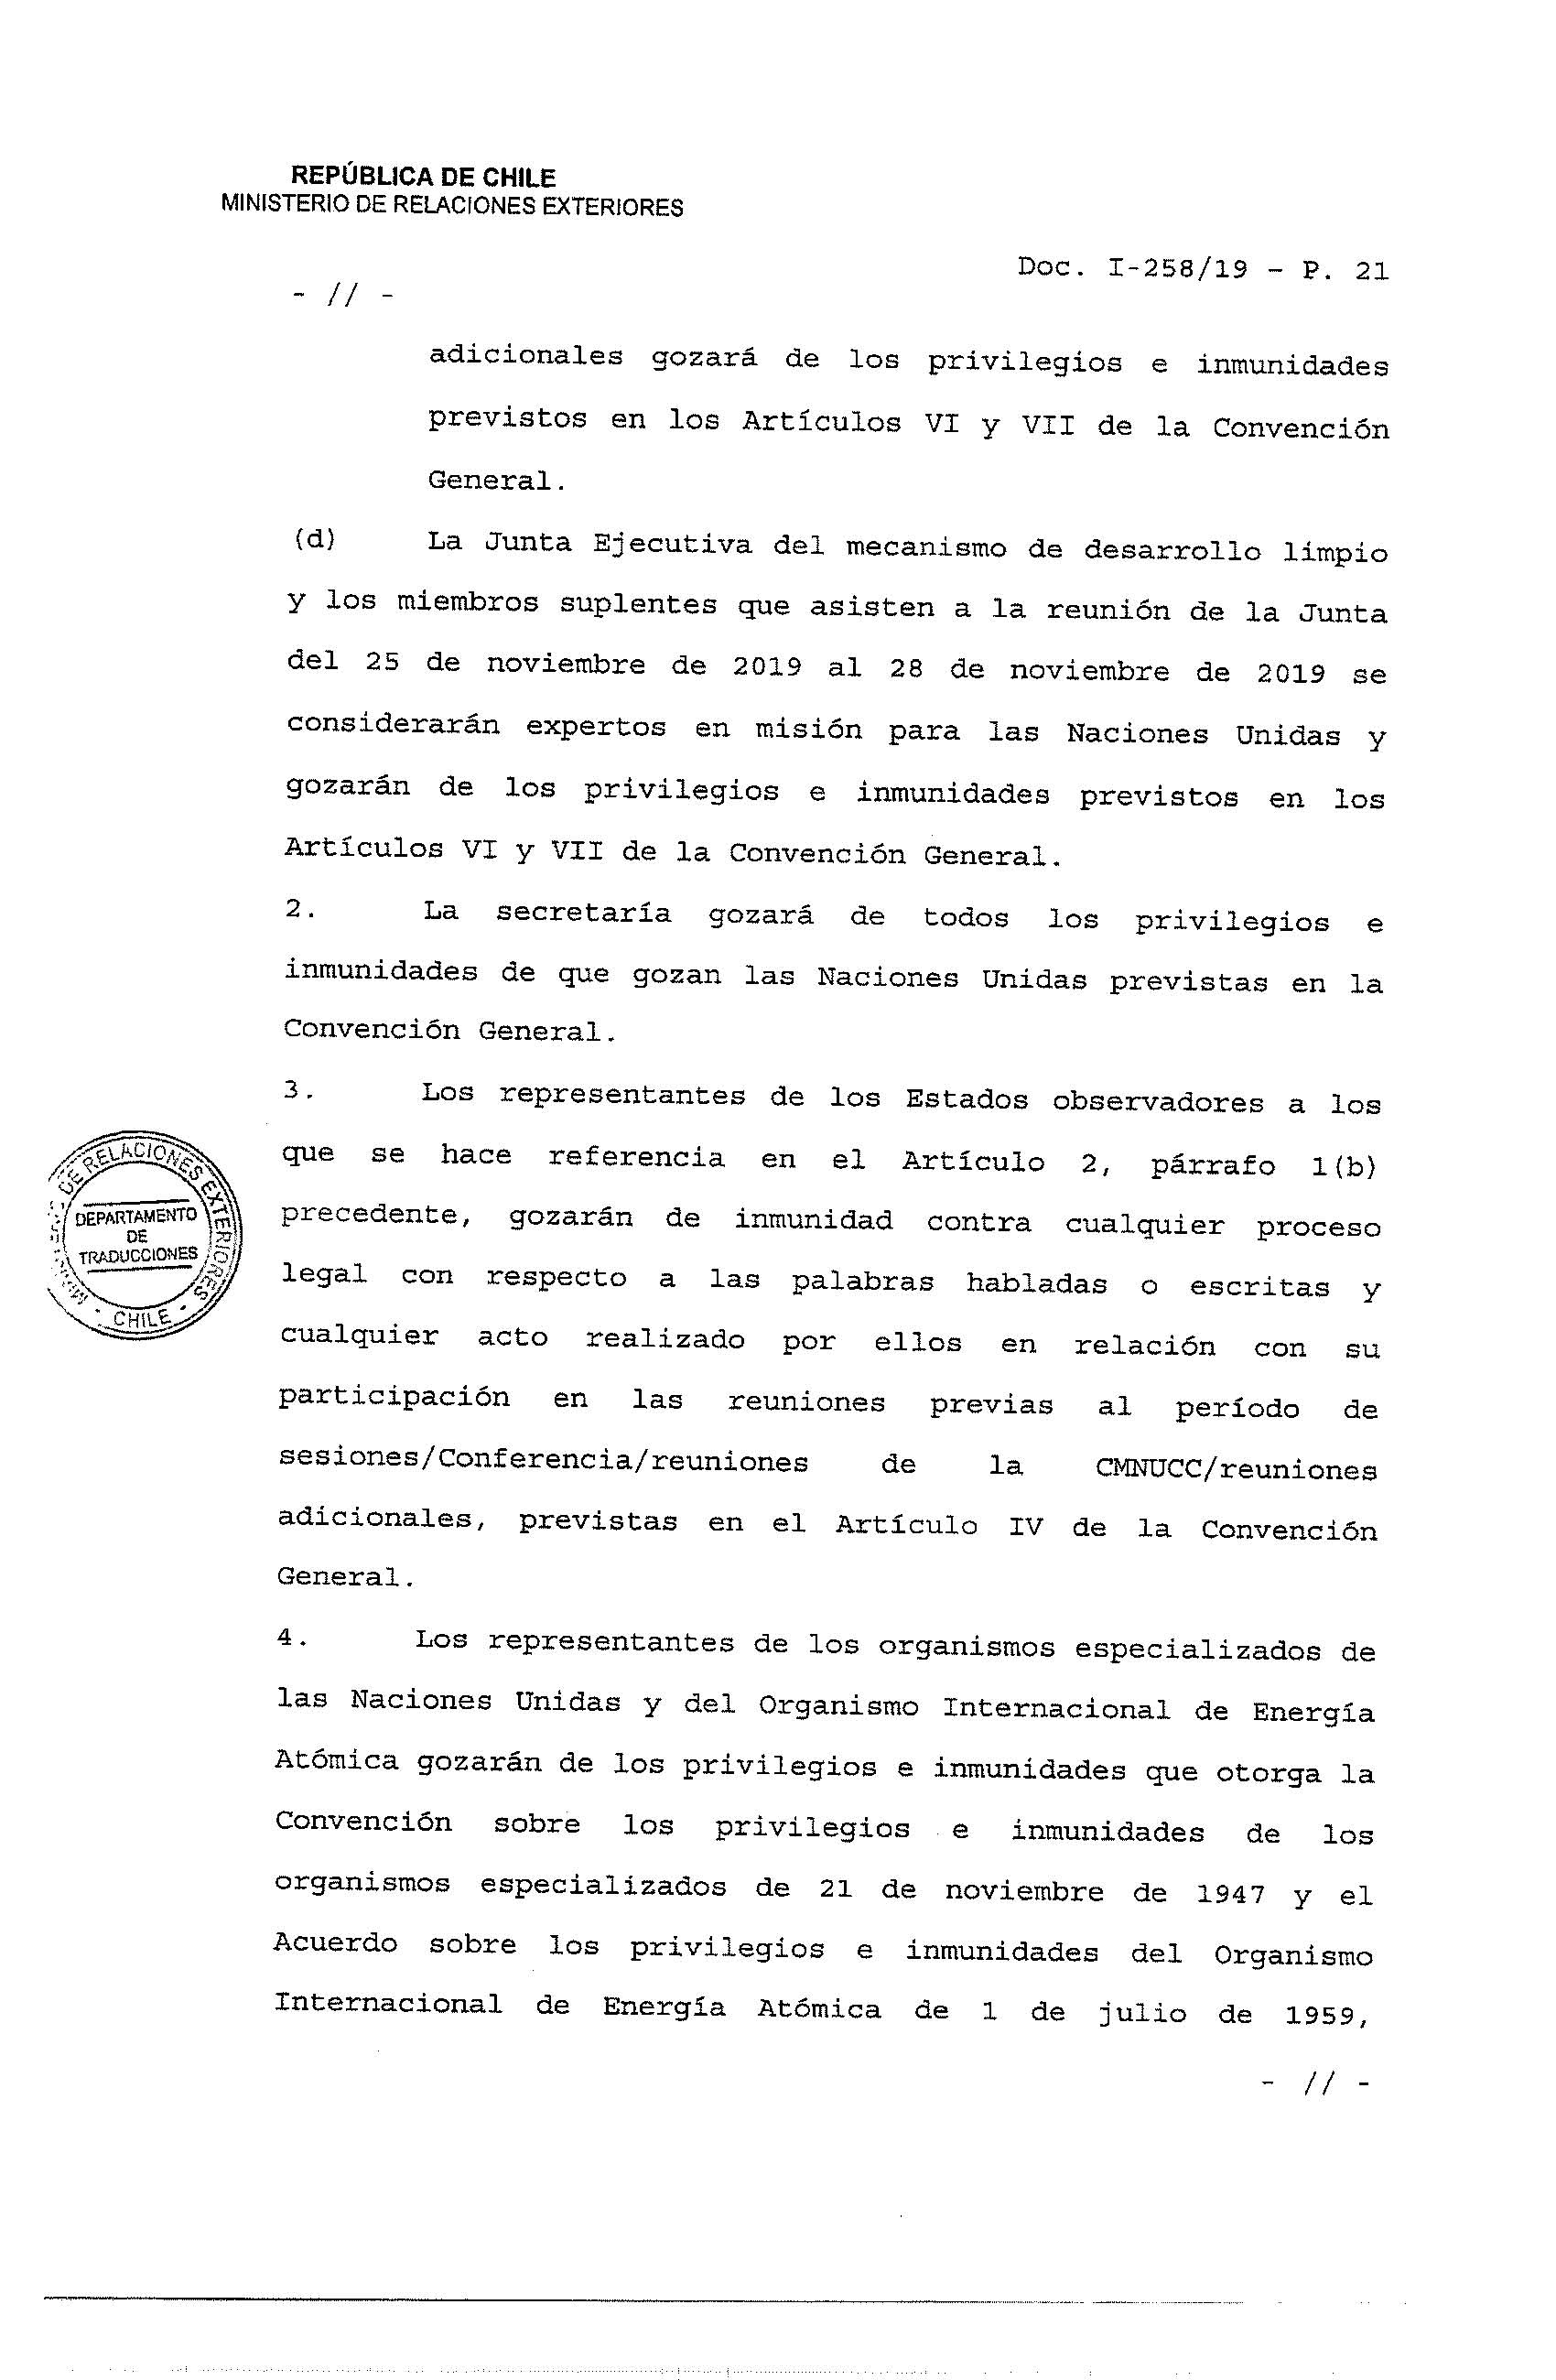 REPÚBLICA DE CHILE
MINISTERIO DE RELACIONES EXTERIORES
Doc. I-258/19 - P. 21
- // -
adicionales gozará de los privilegios e inmunidades
previstos en los Artículos VI y VII de la Convención
General.
(d) La Junta Ejecutiva del mecanismo de desarrollo limpio
y los miembros suplentes que asisten a la reunión de la Junta
del 25 de noviembre de 2019 al 28 de noviembre de 2019 se
considerarán expertos en misión para las Naciones Unidas y
gozarán de los privilegios e inmunidades previstos en los
Artículos VI y VII de la Convención General.
2. La secretaría gozará de todos los privilegios e
inmunidades de que gozan las Naciones Unidas previstas en la
Convención General.
3. Los representantes de los Estados observadores a los
que se hace referencia en el Artículo 2, párrafo 1(b)
precedente, gozarán de inmunidad contra cualquier proceso
legal con respecto a las palabras habladas o escritas y
cualquier acto realizado por ellos en relación con su
participación en las reuniones previas al período de
sesiones/Conferencia/reuniones de la CMNUCC/reuniones
adicionales, previstas en el Artículo IV de la Convención
General.
4. Los representantes de los organismos especializados de
las Naciones Unidas y del Organismo Internacional de Energía
Atómica gozarán de los privilegios e inmunidades que otorga la
Convención sobre los privilegios e inmunidades de los
organismos especializados de 21 de noviembre de 1947 y el
Acuerdo sobre los privilegios e inmunidades del Organismo
Internacional de Energía Atómica de 1 de julio de 1959,
- // -
DE RELACIONES EXTERIORES
DEPARTAMENTO
DE
TRADUCCIONES
- CHILE -